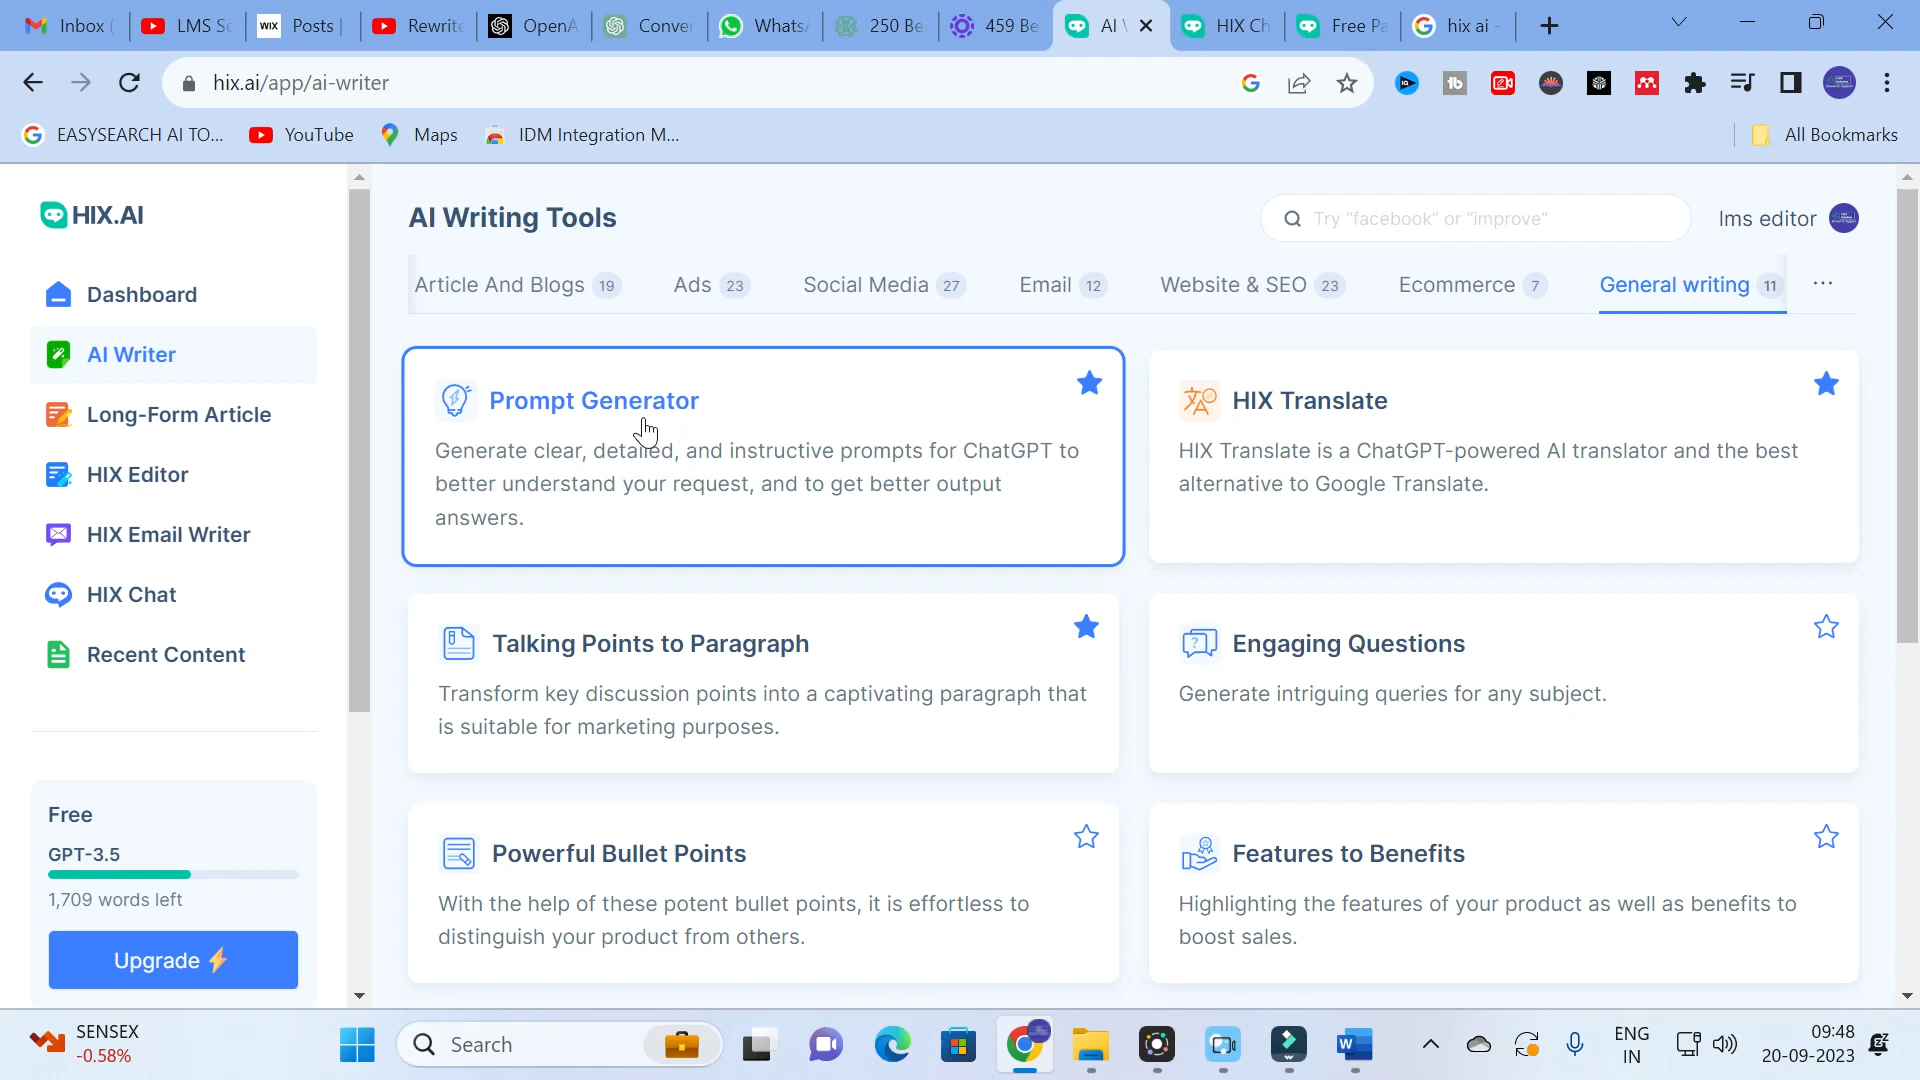 Inbox
LMS Sc
WIX Posts
Rewrite
OpenA
Conver
Whats
250 Be
459 Be
AI
HIX Ch
Free Pa
hix ai -
hix.ai/app/ai-writer
EASYSEARCH AI TO...
YouTube
Maps
IDM Integration M...
All Bookmarks
HIX.AI
Dashboard
AI Writer
Long-Form Article
HIX Editor
HIX Email Writer
HIX Chat
Recent Content
Free
GPT-3.5
1,709 words left
Upgrade
AI Writing Tools
Try “facebook” or “improve”
lms editor
Article And Blogs 19
Ads 23
Social Media 27
Email 12
Website & SEO 23
Ecommerce 7
General writing 11
Prompt Generator
Generate clear, detailed, and instructive prompts for ChatGPT to
better understand your request, and to get better output
answers.
HIX Translate
HIX Translate is a ChatGPT-powered AI translator and the best
alternative to Google Translate.
Talking Points to Paragraph
Transform key discussion points into a captivating paragraph that
is suitable for marketing purposes.
Engaging Questions
Generate intriguing queries for any subject.
Powerful Bullet Points
With the help of these potent bullet points, it is effortless to
distinguish your product from others.
Features to Benefits
Highlighting the features of your product as well as benefits to
boost sales.
SENSEX
-0.58%
Search
ENG
IN
09:48
20-09-2023